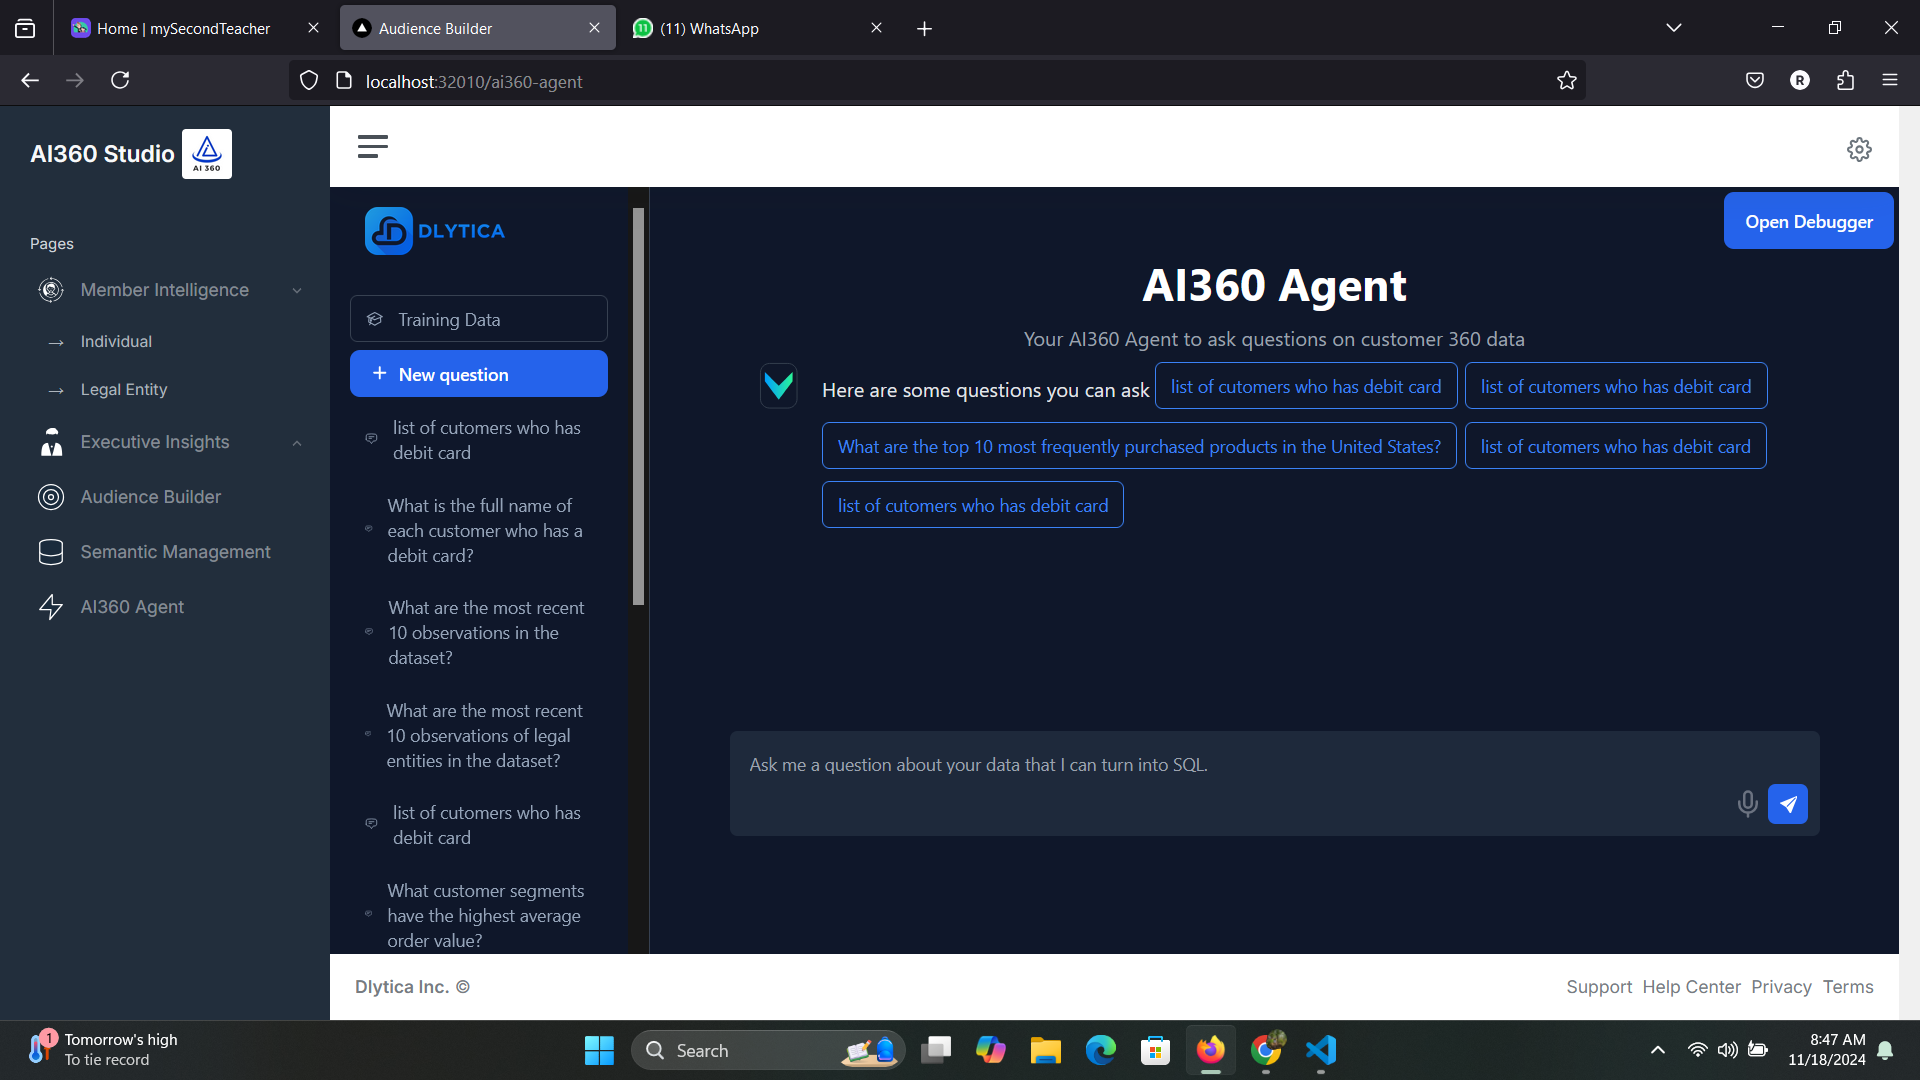 Home | mySecondTeacher
Audience Builder
11
(11) WhatsApp
localhost:32010/ai360-agent
R
AI360 Studio
AI 360
Pages
Member Intelligence
Individual
Legal Entity
Executive Insights
Audience Builder
Semantic Management
AI360 Agent
DLYTICA
Training Data
New question
list of cutomers who has
debit card
What is the full name of
each customer who has a
debit card?
What are the most recent
10 observations in the
dataset?
What are the most recent
10 observations of legal
entities in the dataset?
list of cutomers who has
debit card
What customer segments
have the highest average
order value?
Open Debugger
AI360 Agent
Your AI360 Agent to ask questions on customer 360 data
Here are some questions you can ask
list of cutomers who has debit card
list of cutomers who has debit card
What are the top 10 most frequently purchased products in the United States?
list of cutomers who has debit card
list of cutomers who has debit card
Ask me a question about your data that I can turn into SQL.
Dlytica Inc. ©
Support Help Center Privacy Terms
1
Tomorrow's high
To tie record
Search
8:47 AM
11/18/2024